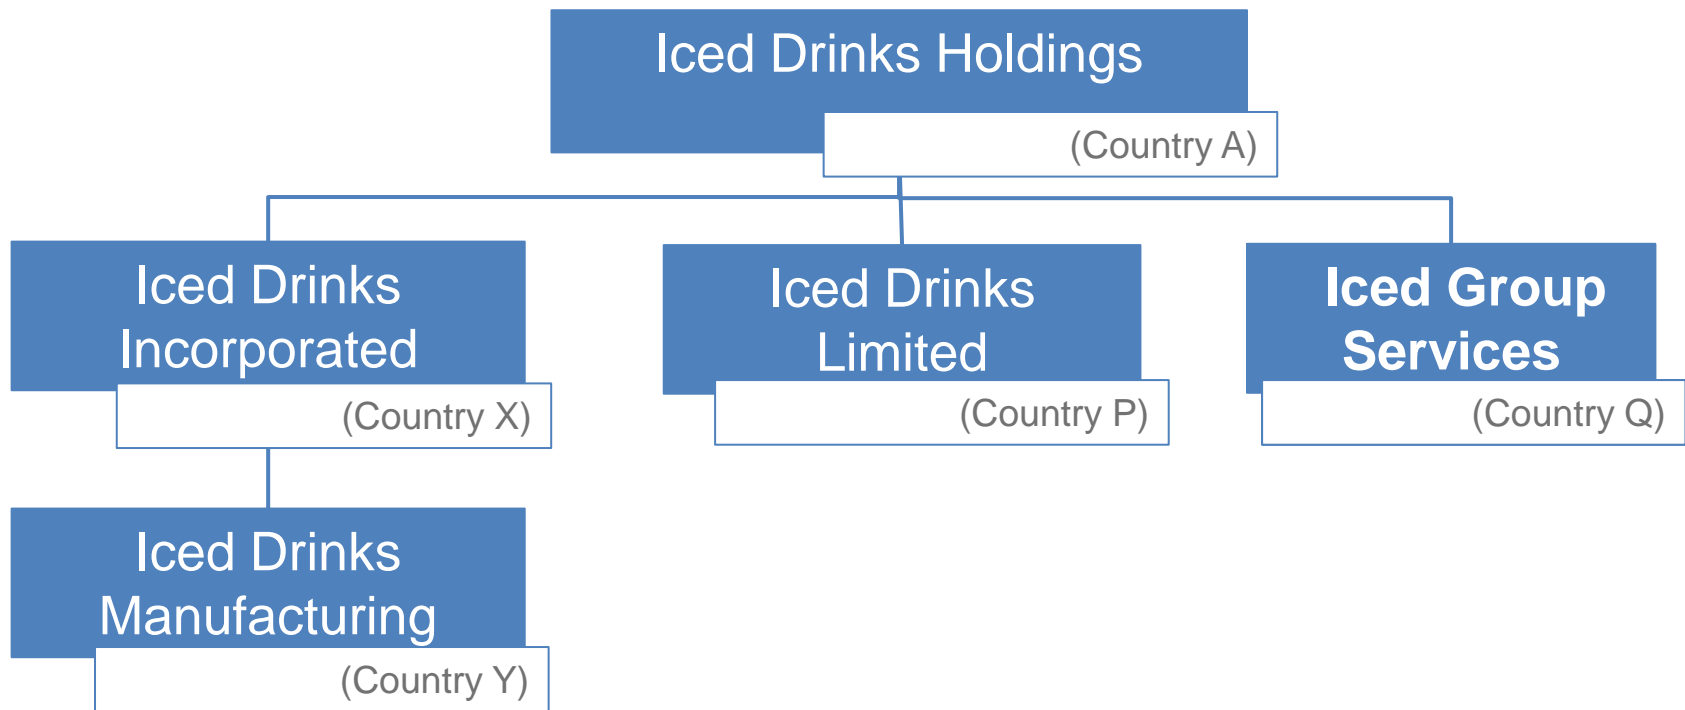 Iced Drinks Holdings
(Country A)
Iced Drinks
Incorporated
(Country X)
Iced Drinks
Limited
(Country P)
Iced Group
Services
(Country Q)
Iced Drinks
Manufacturing
(Country Y)